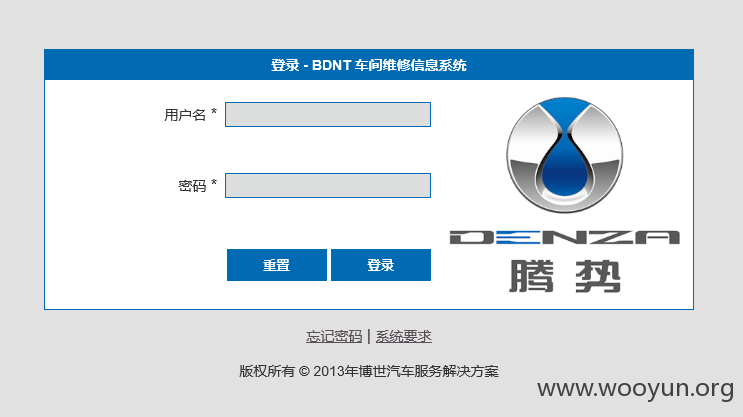 登录 - BDNT 车间维修信息系统
用户名 *
密码 *
重置 登录
DENZA
腾势
忘记密码 | 系统要求
版权所有 © 2013年博世汽车服务解决方案
www.wooyun.org